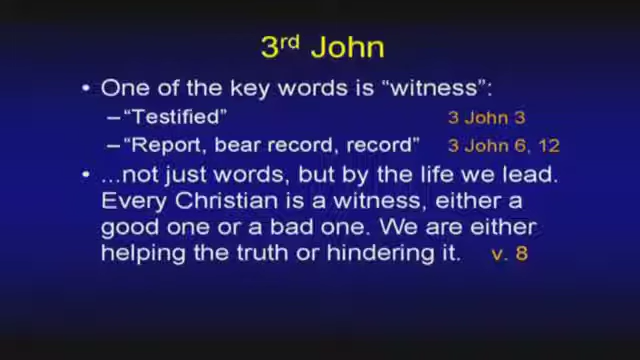 3rd John
• One of the key words is “witness”:
–“Testified” 3 John 3
–“Report, bear record, record” 3 John 6, 12
• ...not just words, but by the life we lead.
Every Christian is a witness, either a
good one or a bad one. We are either
helping the truth or hindering it. v. 8